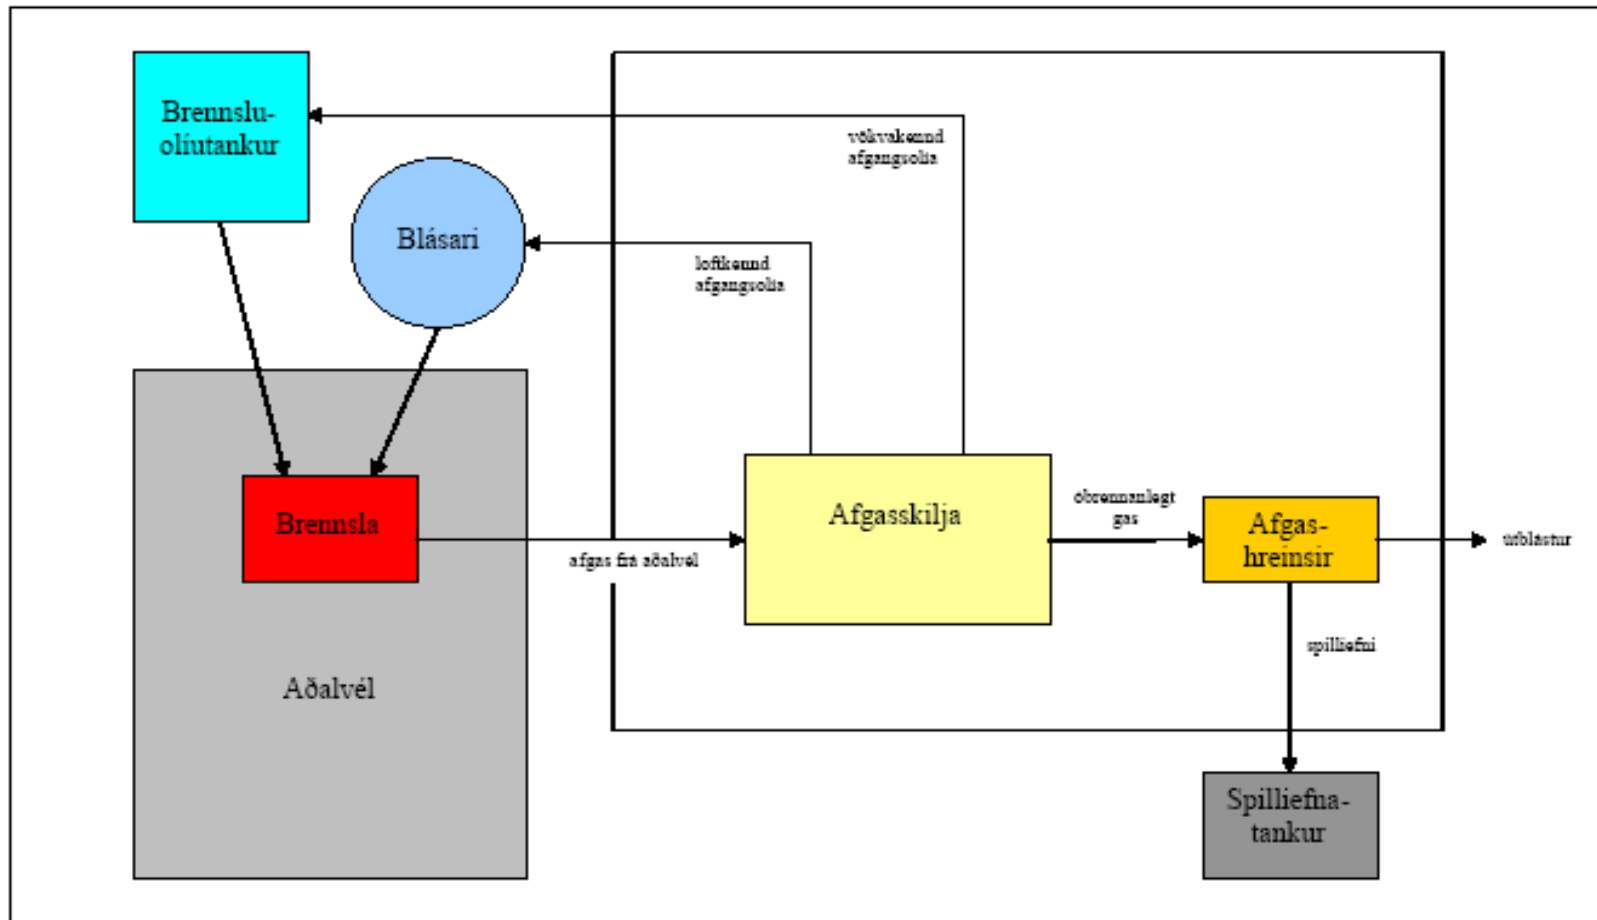 Brennslu-
olíutankur
vökvakennd
afgangsolía
Blásari
loftkennd
afgangsolía
Brennsla
afgas frá aðalvél
Afgasskilja
óbrennanlegt
gas
Afgas-
hreinsir
útblástur
spilliefni
Aðalvél
Spilliefna-
tankur